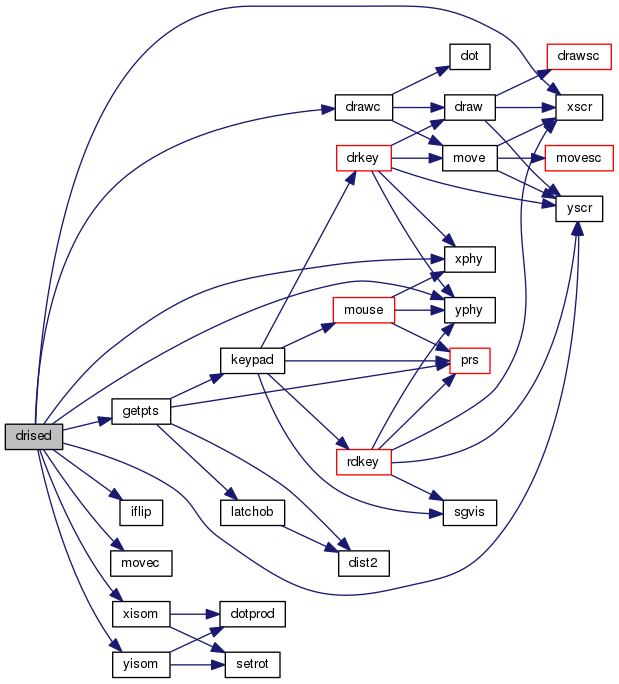 dot
drawsc
drawc
draw
xscr
drkey
move
movesc
yscr
xphy
mouse
yphy
keypad
prs
getpts
drised
rdkey
iflip
latchob
sgvis
movec
dist2
xisom
dotprod
yisom
setrot